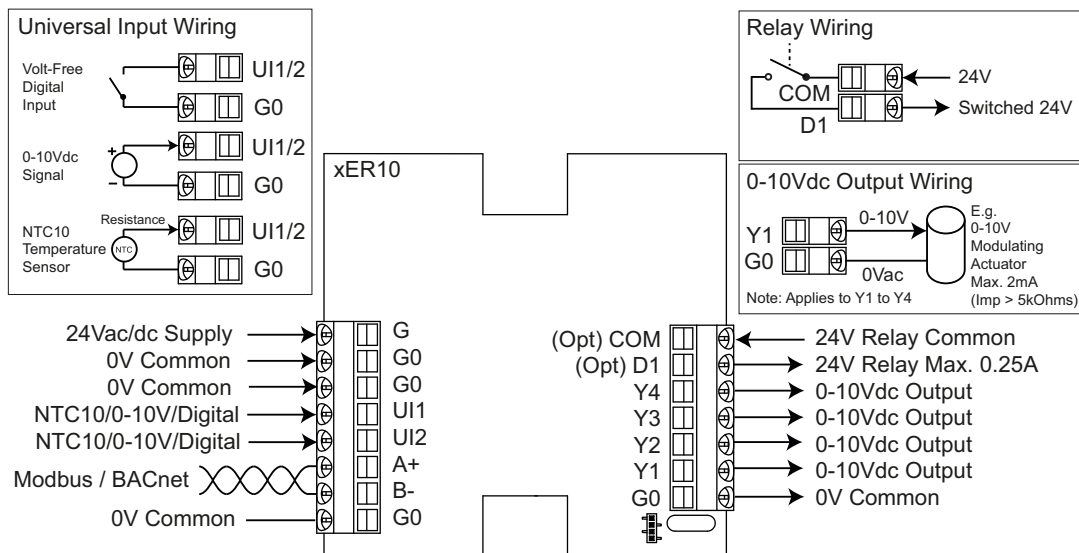 Universal Input Wiring
Volt-Free
Digital
Input
UI1/2
G0
0-10Vdc
Signal
+
–
UI1/2
G0
NTC10
Temperature
Sensor
Resistance
NTC
UI1/2
G0
Relay Wiring
COM
D1
24V
Switched 24V
0-10Vdc Output Wiring
Y1
G0
0-10V
0Vac
E.g.
0-10V
Modulating
Actuator
Max. 2mA
(Imp > 5kOhms)
Note: Applies to Y1 to Y4
xER10
24Vac/dc Supply G
0V Common G0
0V Common G0
NTC10/0-10V/Digital UI1
NTC10/0-10V/Digital UI2
Modbus / BACnet A+
B-
0V Common G0
(Opt) COM 24V Relay Common
(Opt) D1 24V Relay Max. 0.25A
Y4 0-10Vdc Output
Y3 0-10Vdc Output
Y2 0-10Vdc Output
Y1 0-10Vdc Output
G0 0V Common